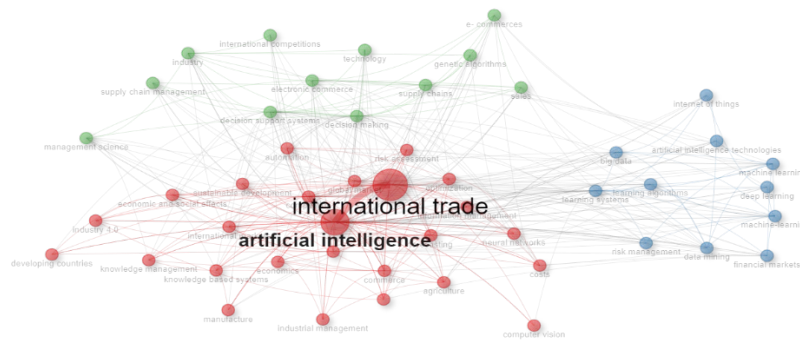 e- commerces
international competitions
technology
industry
genetic algorithms
supply chain management
electronic commerce
supply chains
sales
internet of things
decision support systems
decision making
management science
artificial intelligence technologies
automation
risk assessment
big data
machine learning
sustainable development
global market
optimization
learning systems
learning algorithms
deep learning
economic and social effects
international trade
management
industry 4.0
machine learning
artificial intelligence
neural networks
risk management
data mining
developing countries
knowledge management
economics
financial markets
knowledge based systems
commerce
costs
agriculture
manufacture
industrial management
computer vision